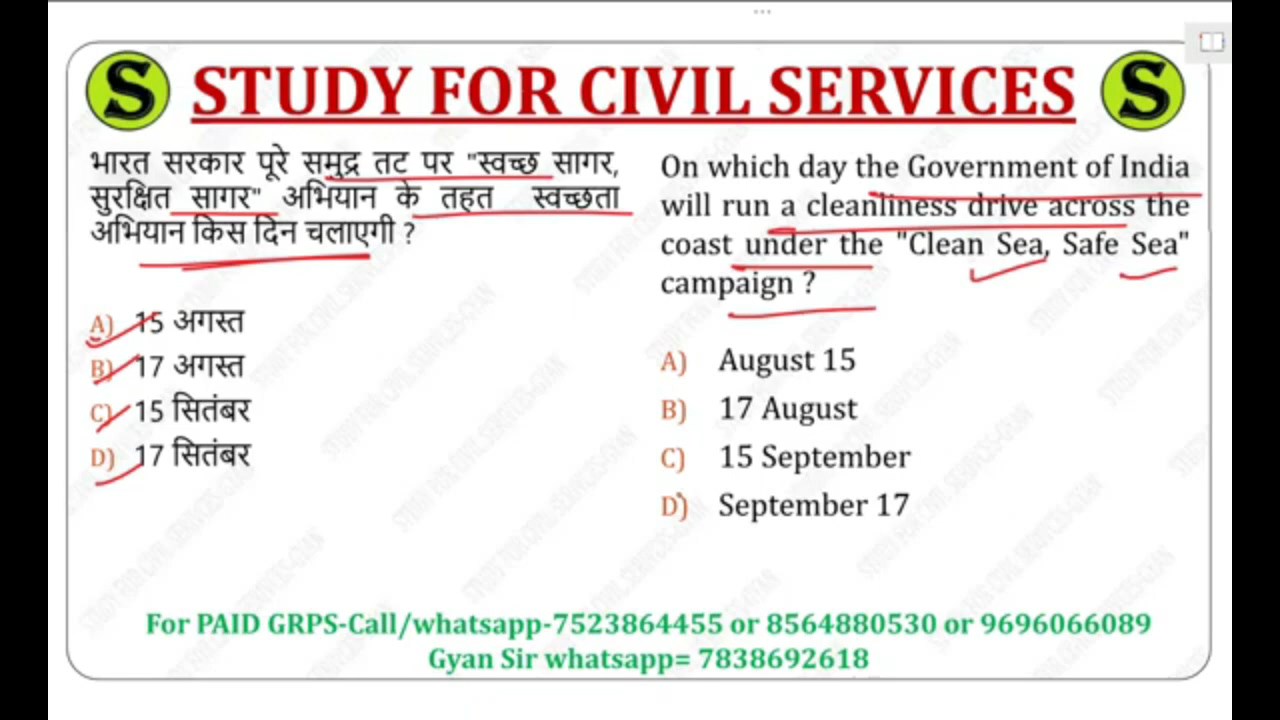 S STUDY FOR CIVIL SERVICES S
भारत सरकार पूरे समुद्र तट पर "स्वच्छ सागर,
सुरक्षित सागर" अभियान के तहत स्वच्छता
अभियान किस दिन चलाएगी ?
A) 15 अगस्त
B) 17 अगस्त
C) 15 सितंबर
D) 17 सितंबर
On which day the Government of India
will run a cleanliness drive across the
coast under the "Clean Sea, Safe Sea"
campaign ?
A) August 15
B) 17 August
C) 15 September
D) September 17
For PAID GRPS-Call/whatsapp-7523864455 or 8564880530 or 9696066089
Gyan Sir whatsapp= 7838692618